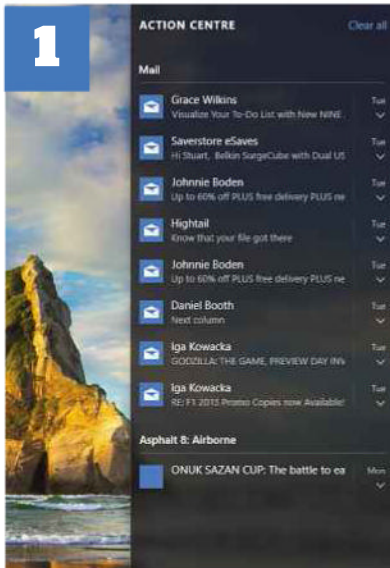 1
ACTION CENTRE Clear all
Mail
Grace Wilkins Tue
Visualize Your To-Do List with New NINE
Saverstore eSaves Tue
Hi Stuart, Belkin SurgeCube with Dual US
Johnnie Boden Tue
Up to 60% off PLUS free delivery PLUS ne
Hightail Tue
Know that your file got there
Johnnie Boden Tue
Up to 60% off PLUS free delivery PLUS ne
Daniel Booth Tue
Next column
Iga Kowacka Tue
GODZILLA: THE GAME, PREVIEW DAY INV
Iga Kowacka Tue
RE: F1 2015 Promo Copies now Available!
Asphalt 8: Airborne
ONUK SAZAN CUP: The battle to ea Mon